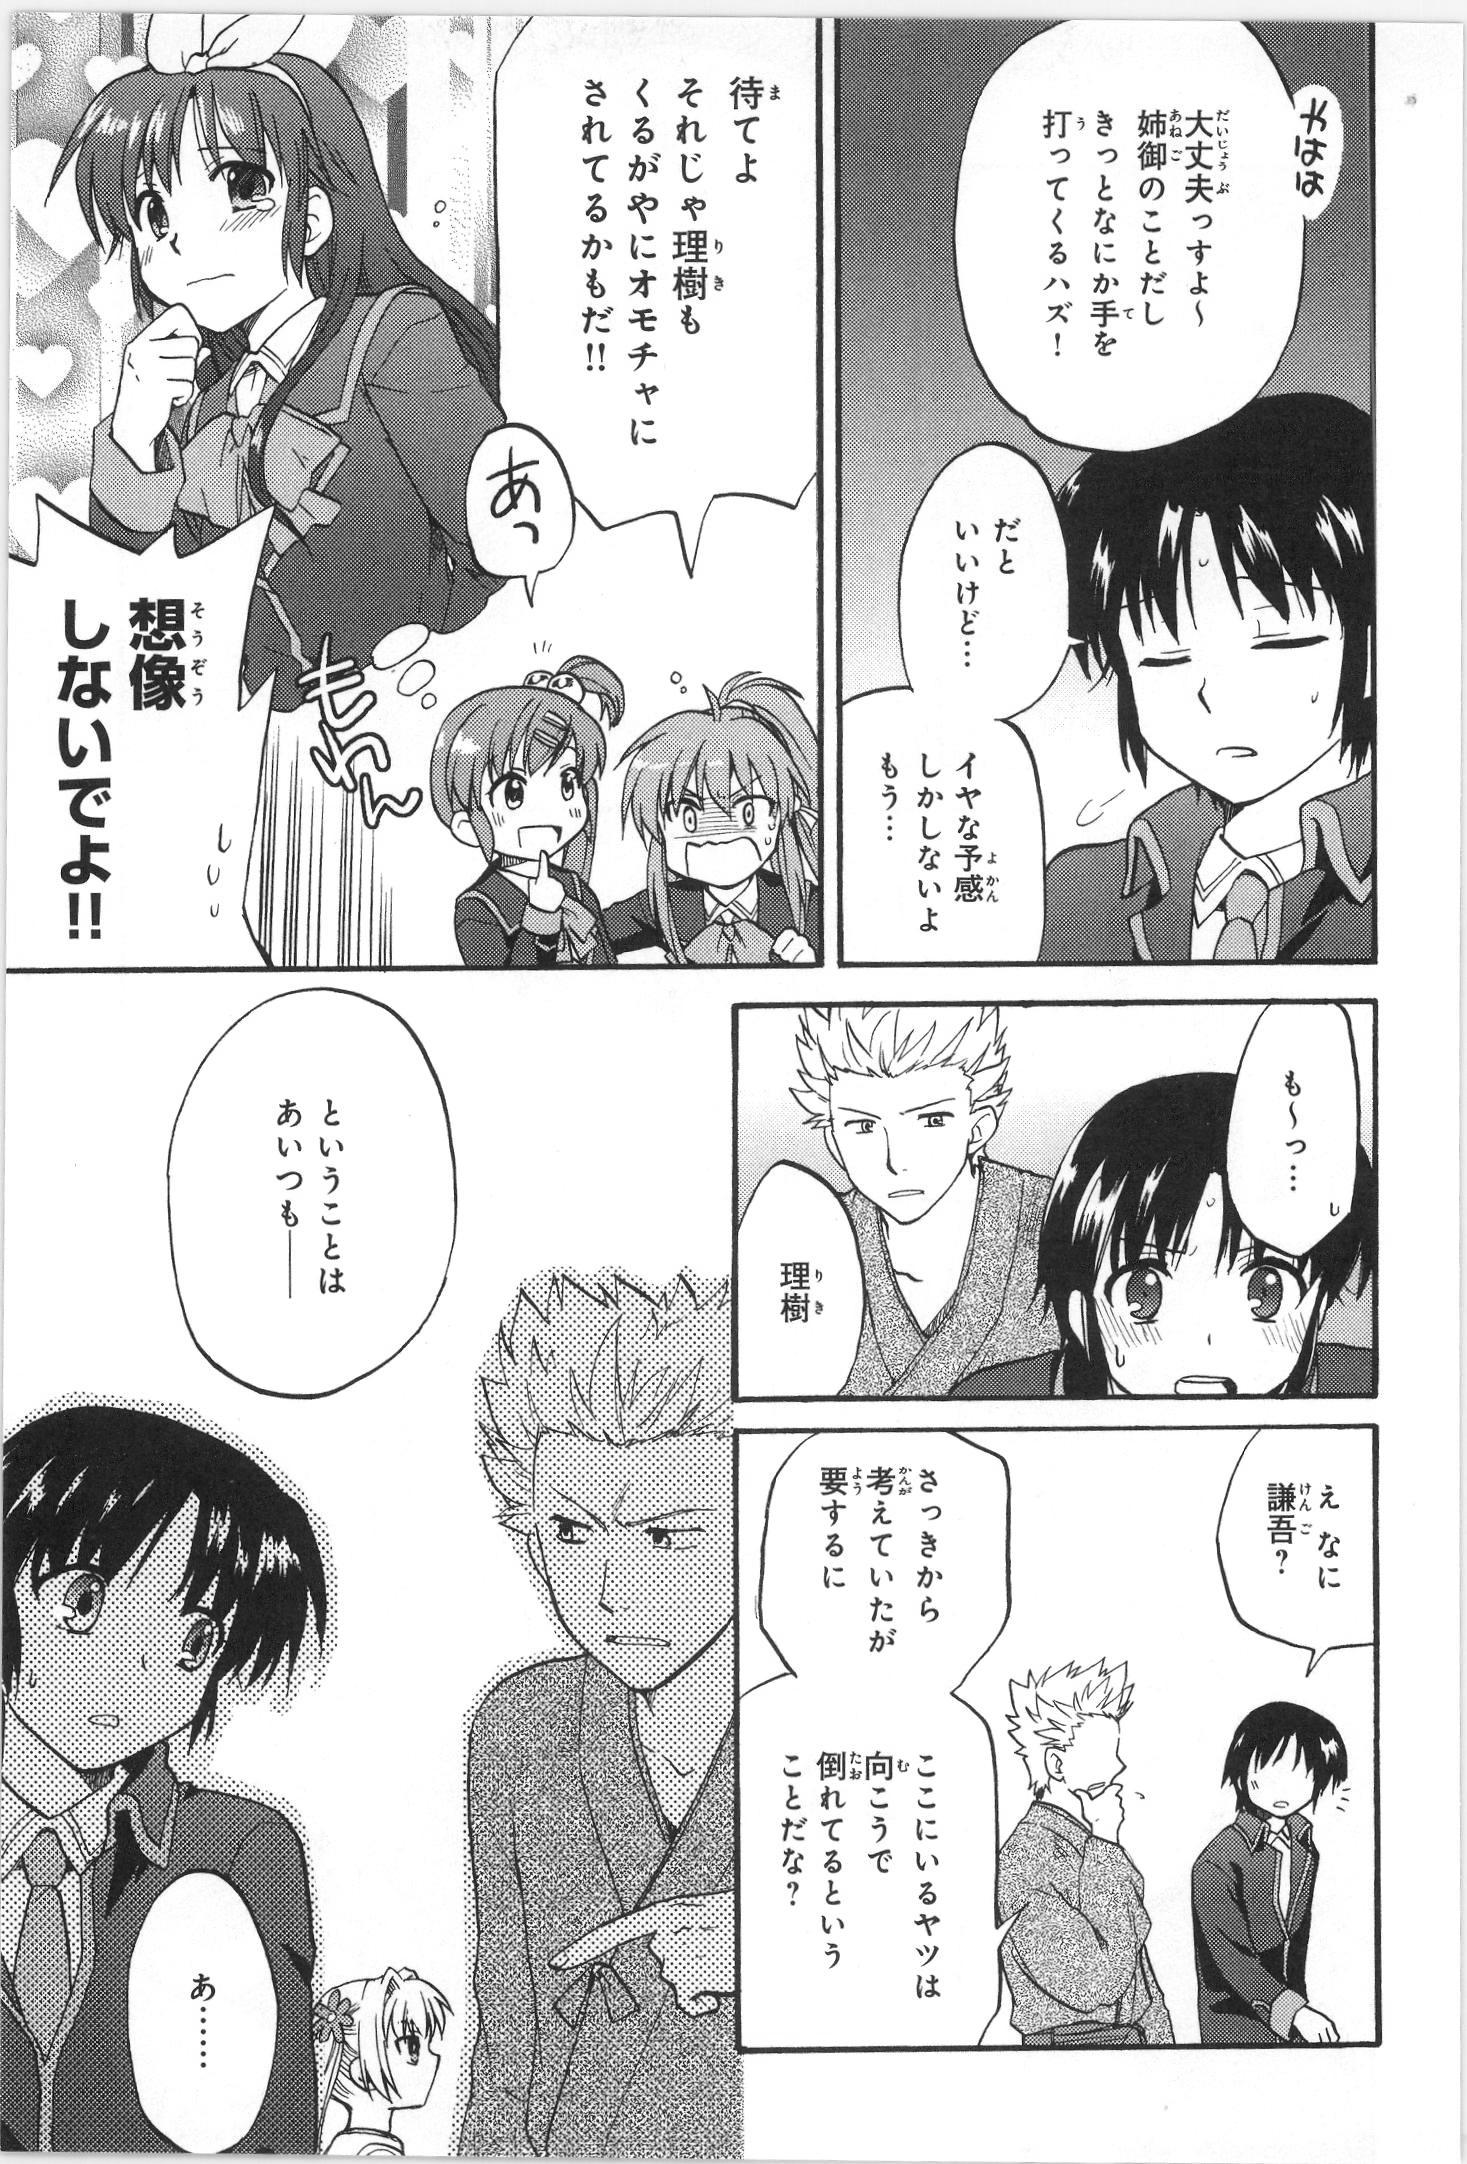 やはは
大丈夫っすよ～
姉御のことだし
きっとなにか手を
打ってくるハズ！
だと
いいけど…
イヤな予感
しかしないよ
もう…
待てよ
それじゃ理樹も
くるがやにオモチャに
されてるかもだ!!
あっ
もわん
想像
しないでよ!!
も～っ…
理樹
え なに
謙吾？
さっきから
考えていたが
要するに
ここにいるヤツは
向こうで
倒れてるという
ことだな？
ということは
あいつも――
あ……